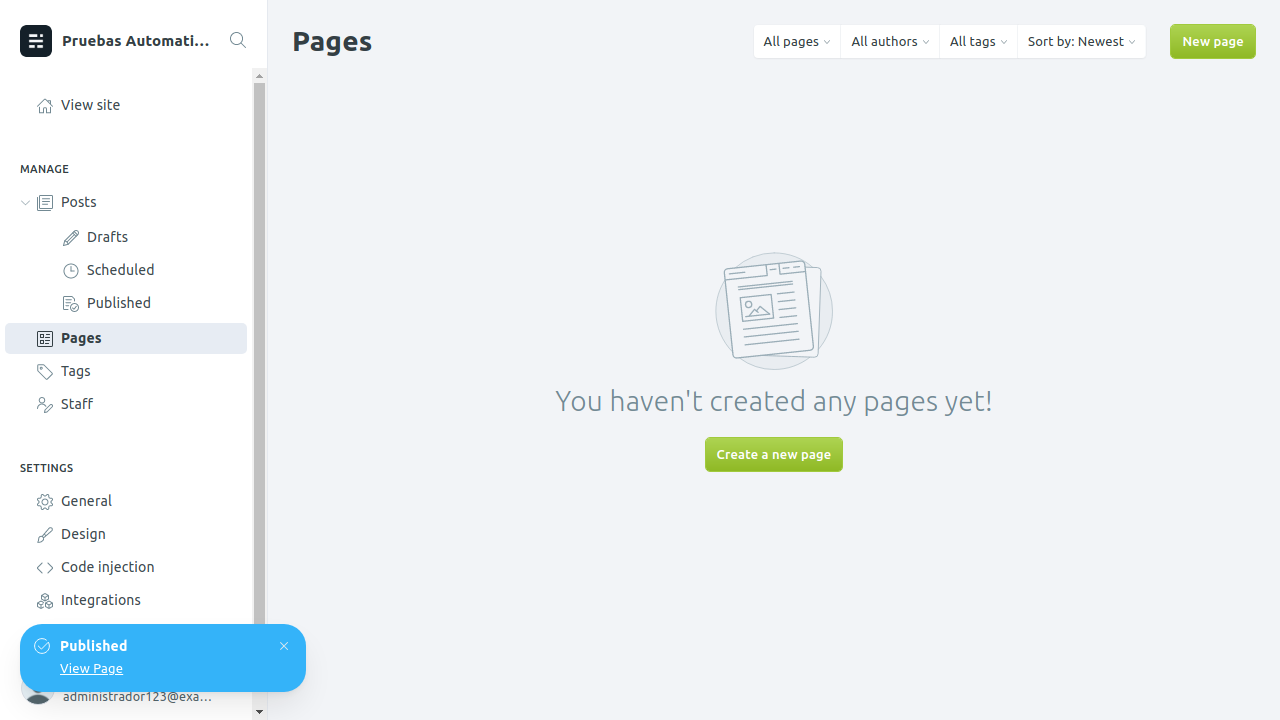 Pruebas Automati...
View site
MANAGE
Posts
Drafts
Scheduled
Published
Pages
Tags
Staff
SETTINGS
General
Design
Code injection
Integrations
Published
View Page
administrador123@exa...
Pages
All pages
All authors
All tags
Sort by: Newest
New page
You haven't created any pages yet!
Create a new page